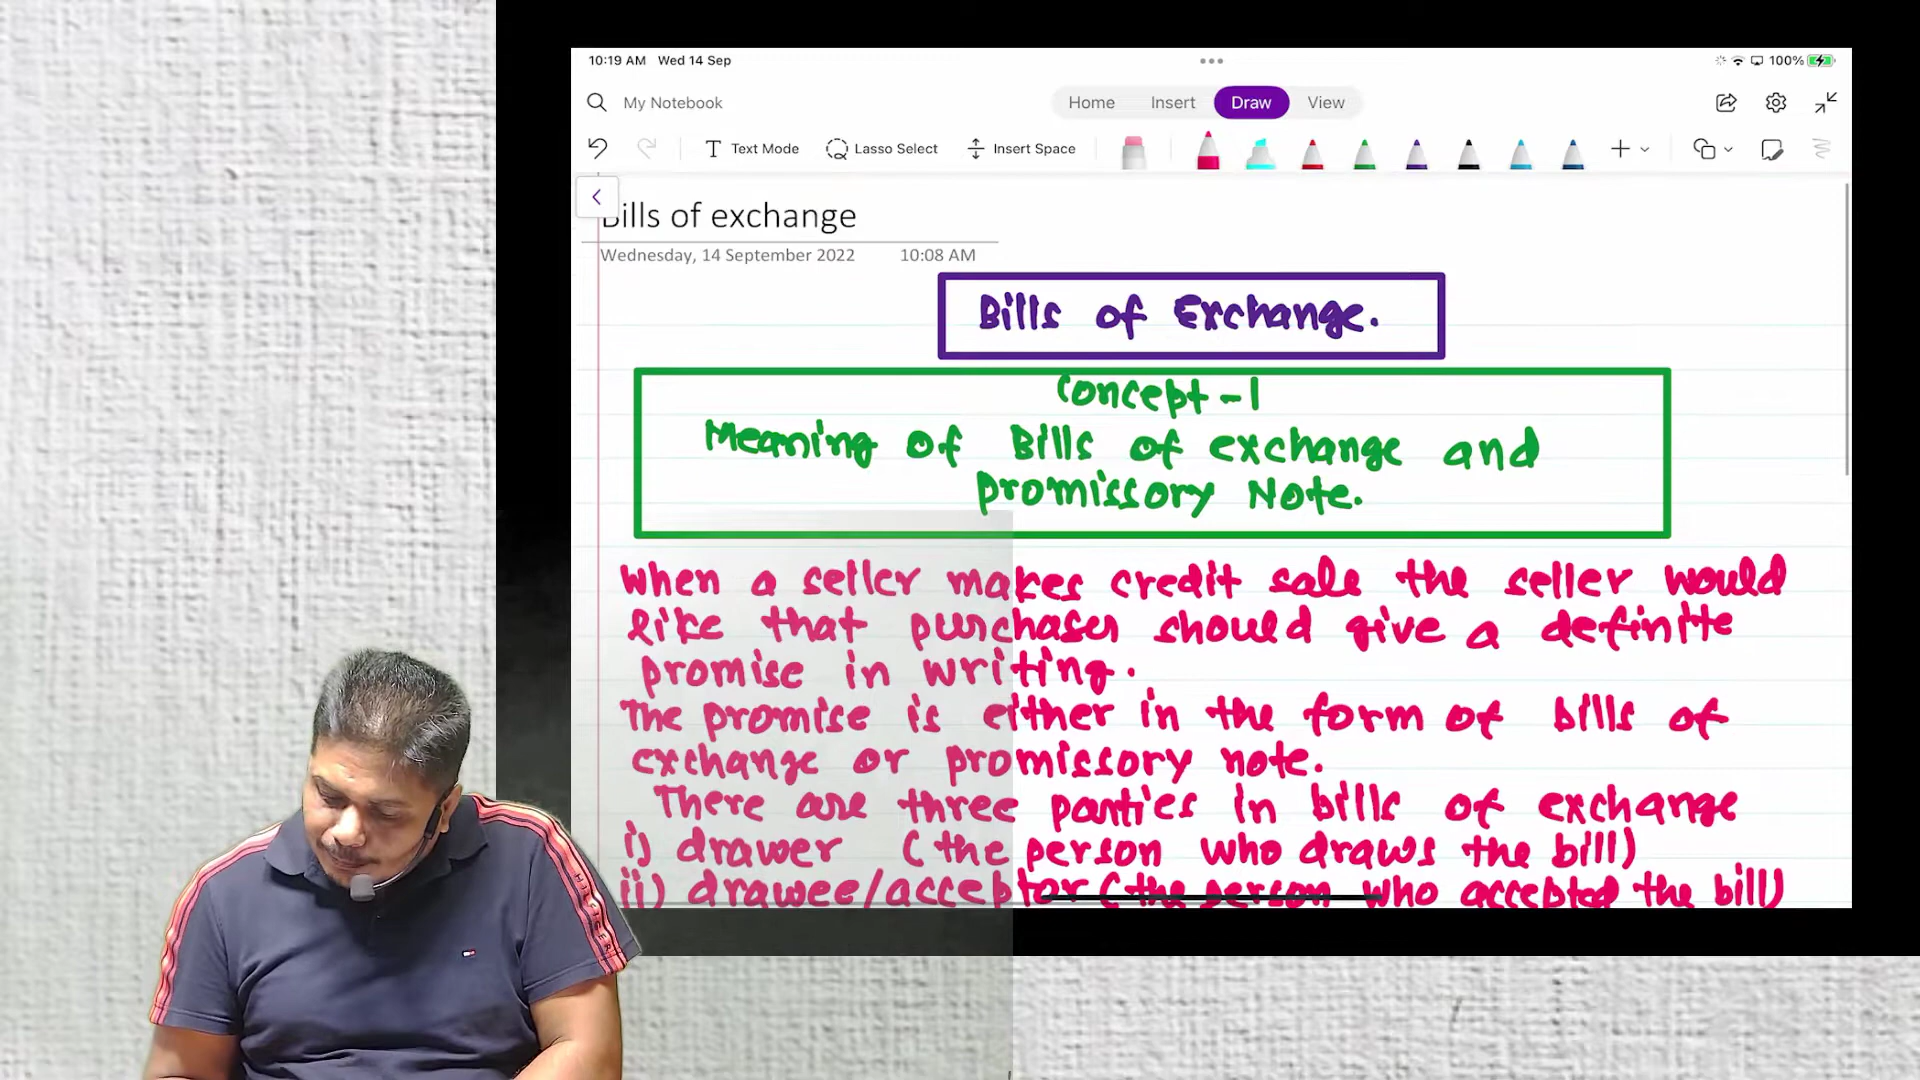 10:19 AM Wed 14 Sep
100%
My Notebook
Home Insert Draw View
Text Mode Lasso Select Insert Space
Bills of exchange
Wednesday, 14 September 2022 10:08 AM
Bills of Exchange.
Concept-1
Meaning of Bills of exchange and
promissory Note.
When a seller makes credit sale the seller would
like that purchaser should give a definite
promise in writing.
The promise is either in the form of bills of
exchange or promissory note.
There are three parties in bills of exchange
i) drawer (the person who draws the bill)
ii) drawee/acceptor (the person who accepted the bill)